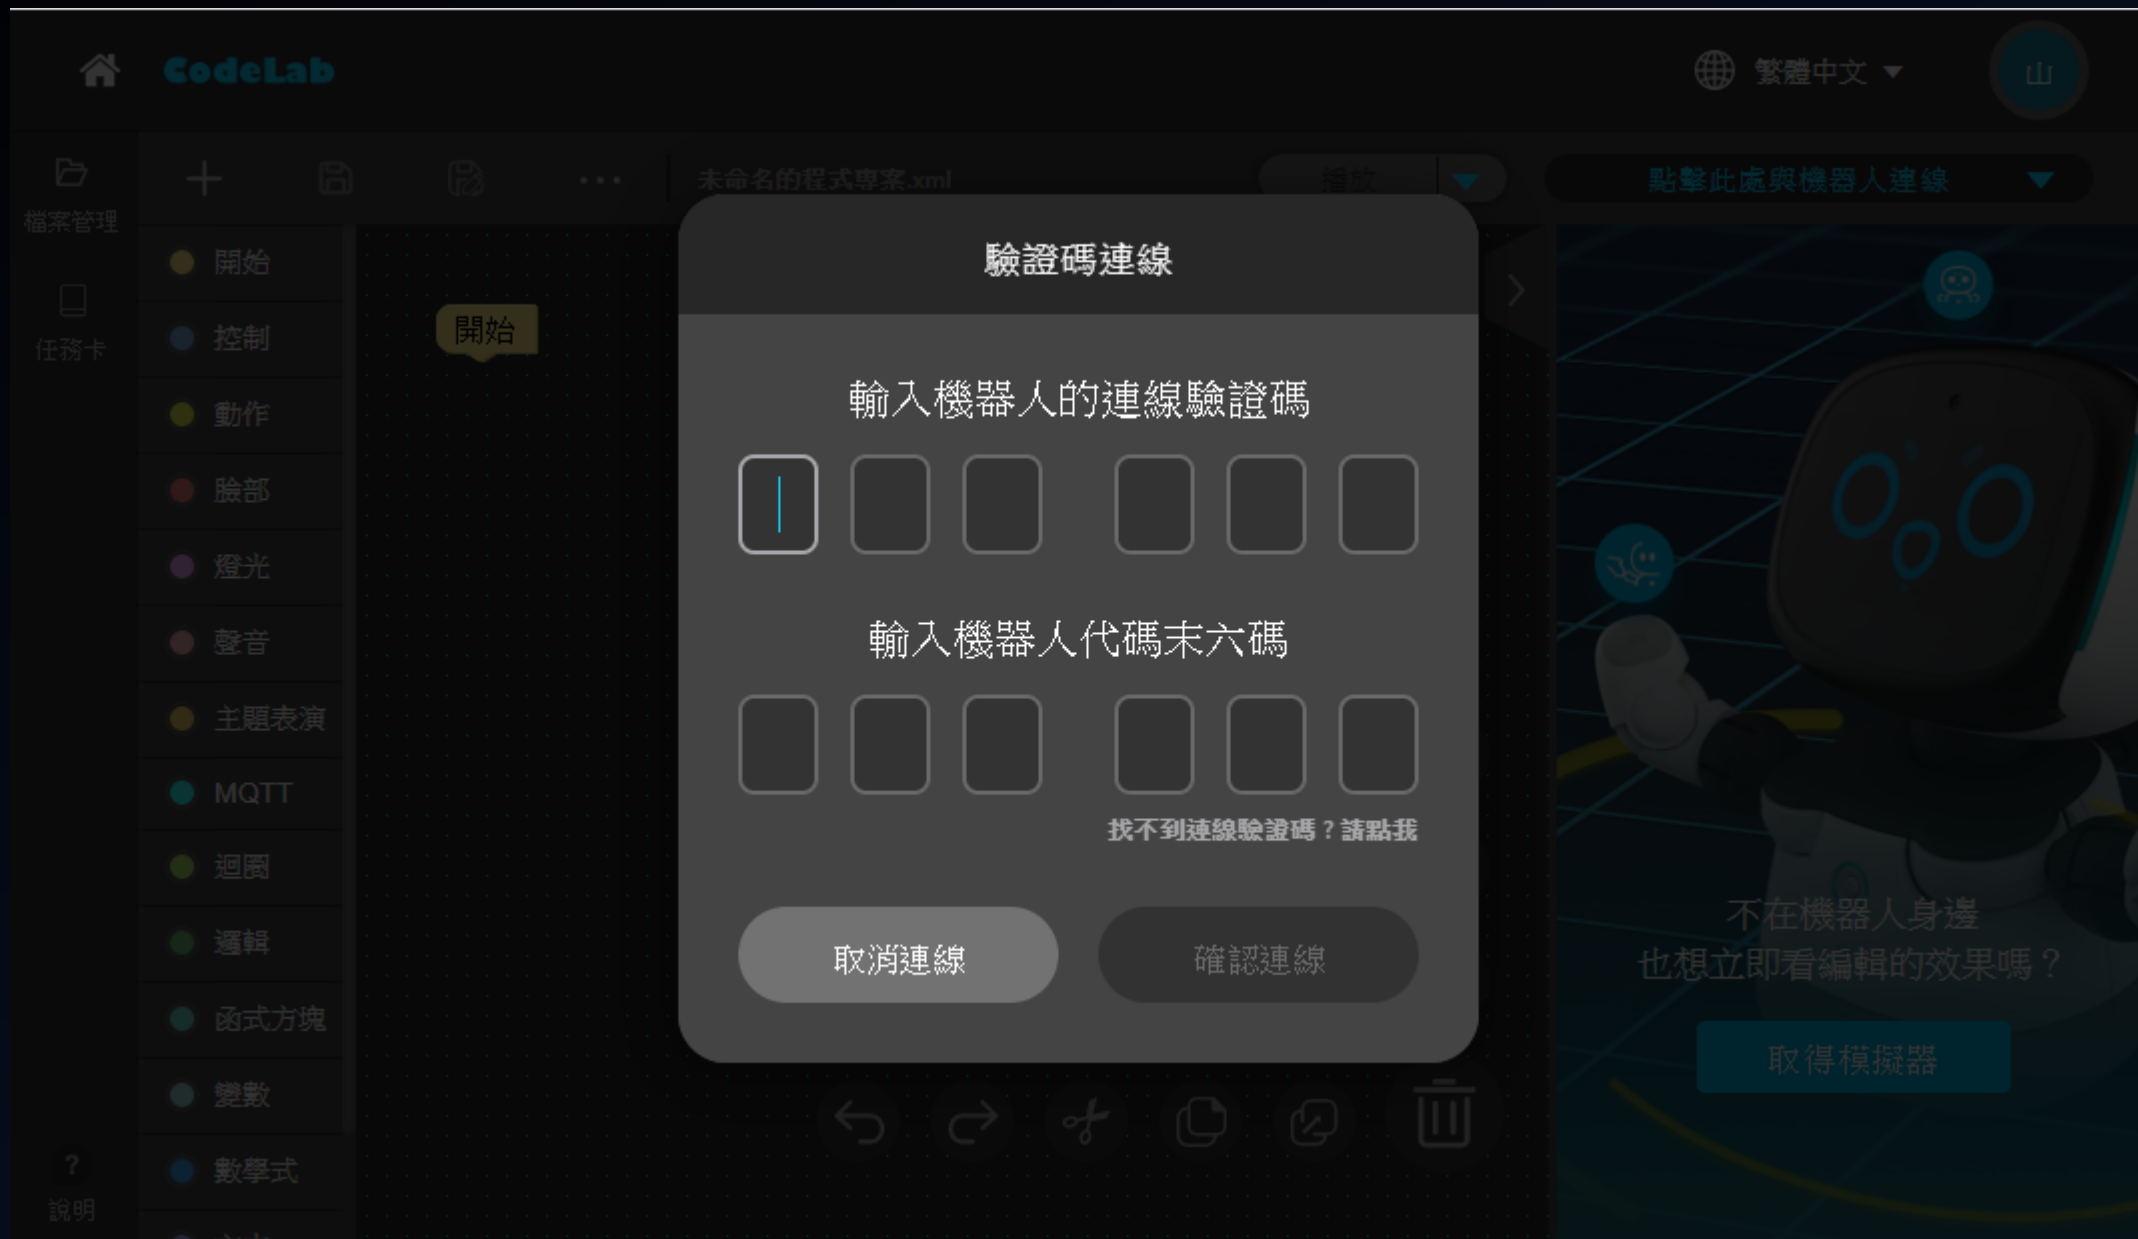 CodeLab
繁體中文
山
檔案管理
任務卡
未命名的程式專案.xml
播放
點擊此處與機器人連線
開始
控制
動作
臉部
燈光
聲音
主題表演
MQTT
迴圈
邏輯
函式方塊
變數
數學式
?
說明
開始
驗證碼連線
輸入機器人的連線驗證碼
輸入機器人代碼末六碼
找不到連線驗證碼？請點我
取消連線
確認連線
不在機器人身邊
也想立即看編輯的效果嗎？
取得模擬器